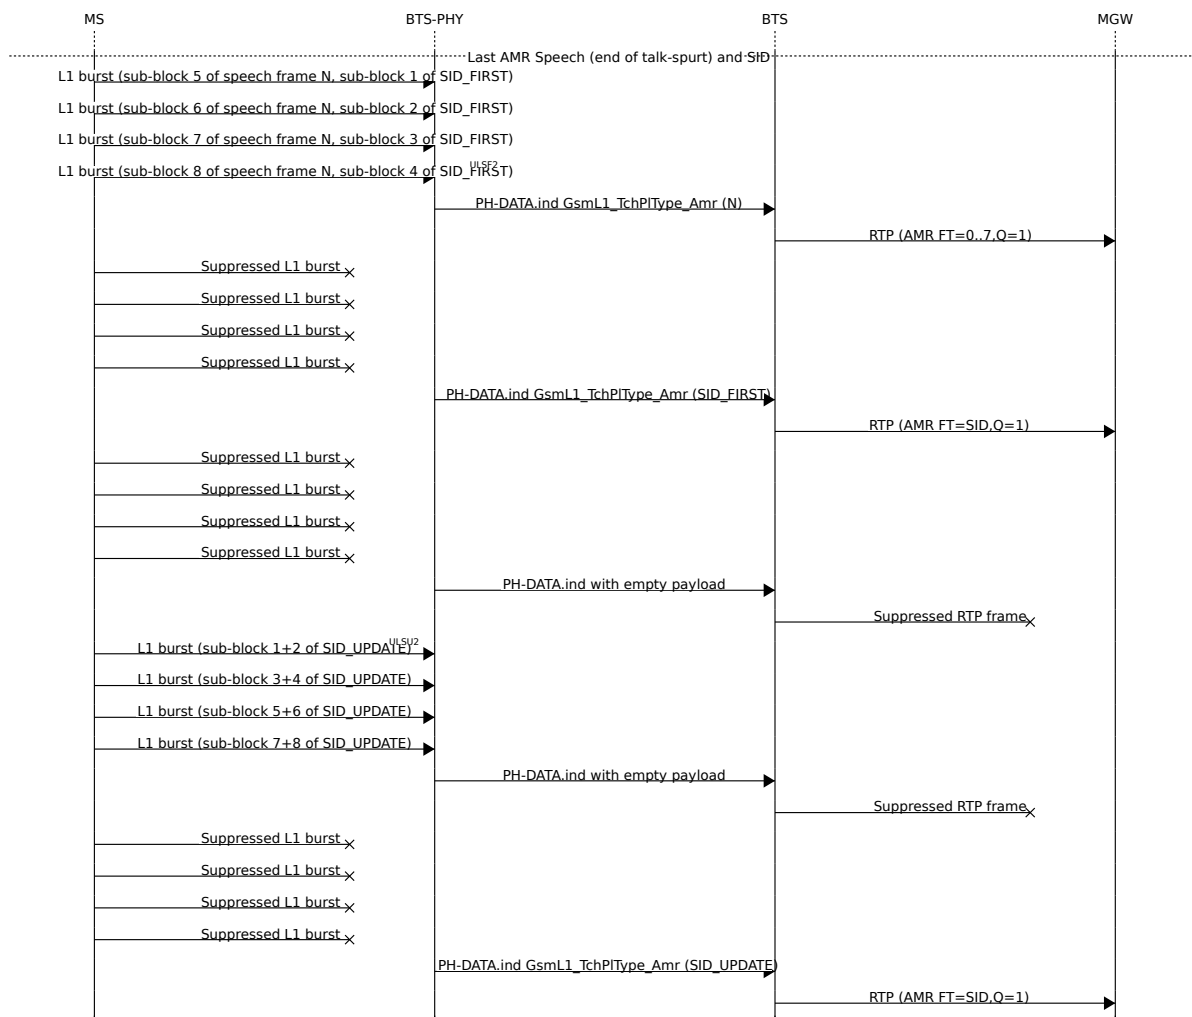 MS BTS-PHY BTS MGW
Last AMR Speech (end of talk-spurt) and SID
L1 burst (sub-block 5 of speech frame N, sub-block 1 of SID_FIRST)
L1 burst (sub-block 6 of speech frame N, sub-block 2 of SID_FIRST)
L1 burst (sub-block 7 of speech frame N, sub-block 3 of SID_FIRST)
L1 burst (sub-block 8 of speech frame N, sub-block 4 of SID_FIRST)
ULSF2
PH-DATA.ind GsmL1_TchPlType_Amr (N)
RTP (AMR FT=0..7,Q=1)
Suppressed L1 burst
Suppressed L1 burst
Suppressed L1 burst
Suppressed L1 burst
PH-DATA.ind GsmL1_TchPlType_Amr (SID_FIRST)
RTP (AMR FT=SID,Q=1)
Suppressed L1 burst
Suppressed L1 burst
Suppressed L1 burst
Suppressed L1 burst
PH-DATA.ind with empty payload
Suppressed RTP frame
L1 burst (sub-block 1+2 of SID_UPDATE)
ULSU2
L1 burst (sub-block 3+4 of SID_UPDATE)
L1 burst (sub-block 5+6 of SID_UPDATE)
L1 burst (sub-block 7+8 of SID_UPDATE)
PH-DATA.ind with empty payload
Suppressed RTP frame
Suppressed L1 burst
Suppressed L1 burst
Suppressed L1 burst
Suppressed L1 burst
PH-DATA.ind GsmL1_TchPlType_Amr (SID_UPDATE)
RTP (AMR FT=SID,Q=1)